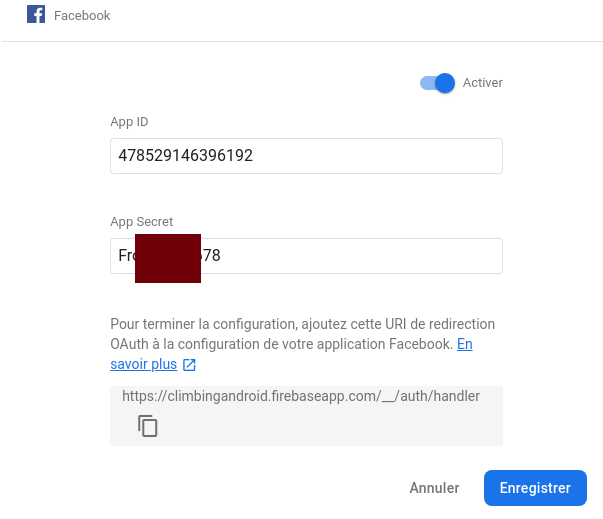 Facebook
Activer
App ID
478529146396192
App Secret
Fr 78
Pour terminer la configuration, ajoutez cette URI de redirection
OAuth à la configuration de votre application Facebook. En
savoir plus
https://climbingandroid.firebaseapp.com/__/auth/handler
Annuler
Enregistrer